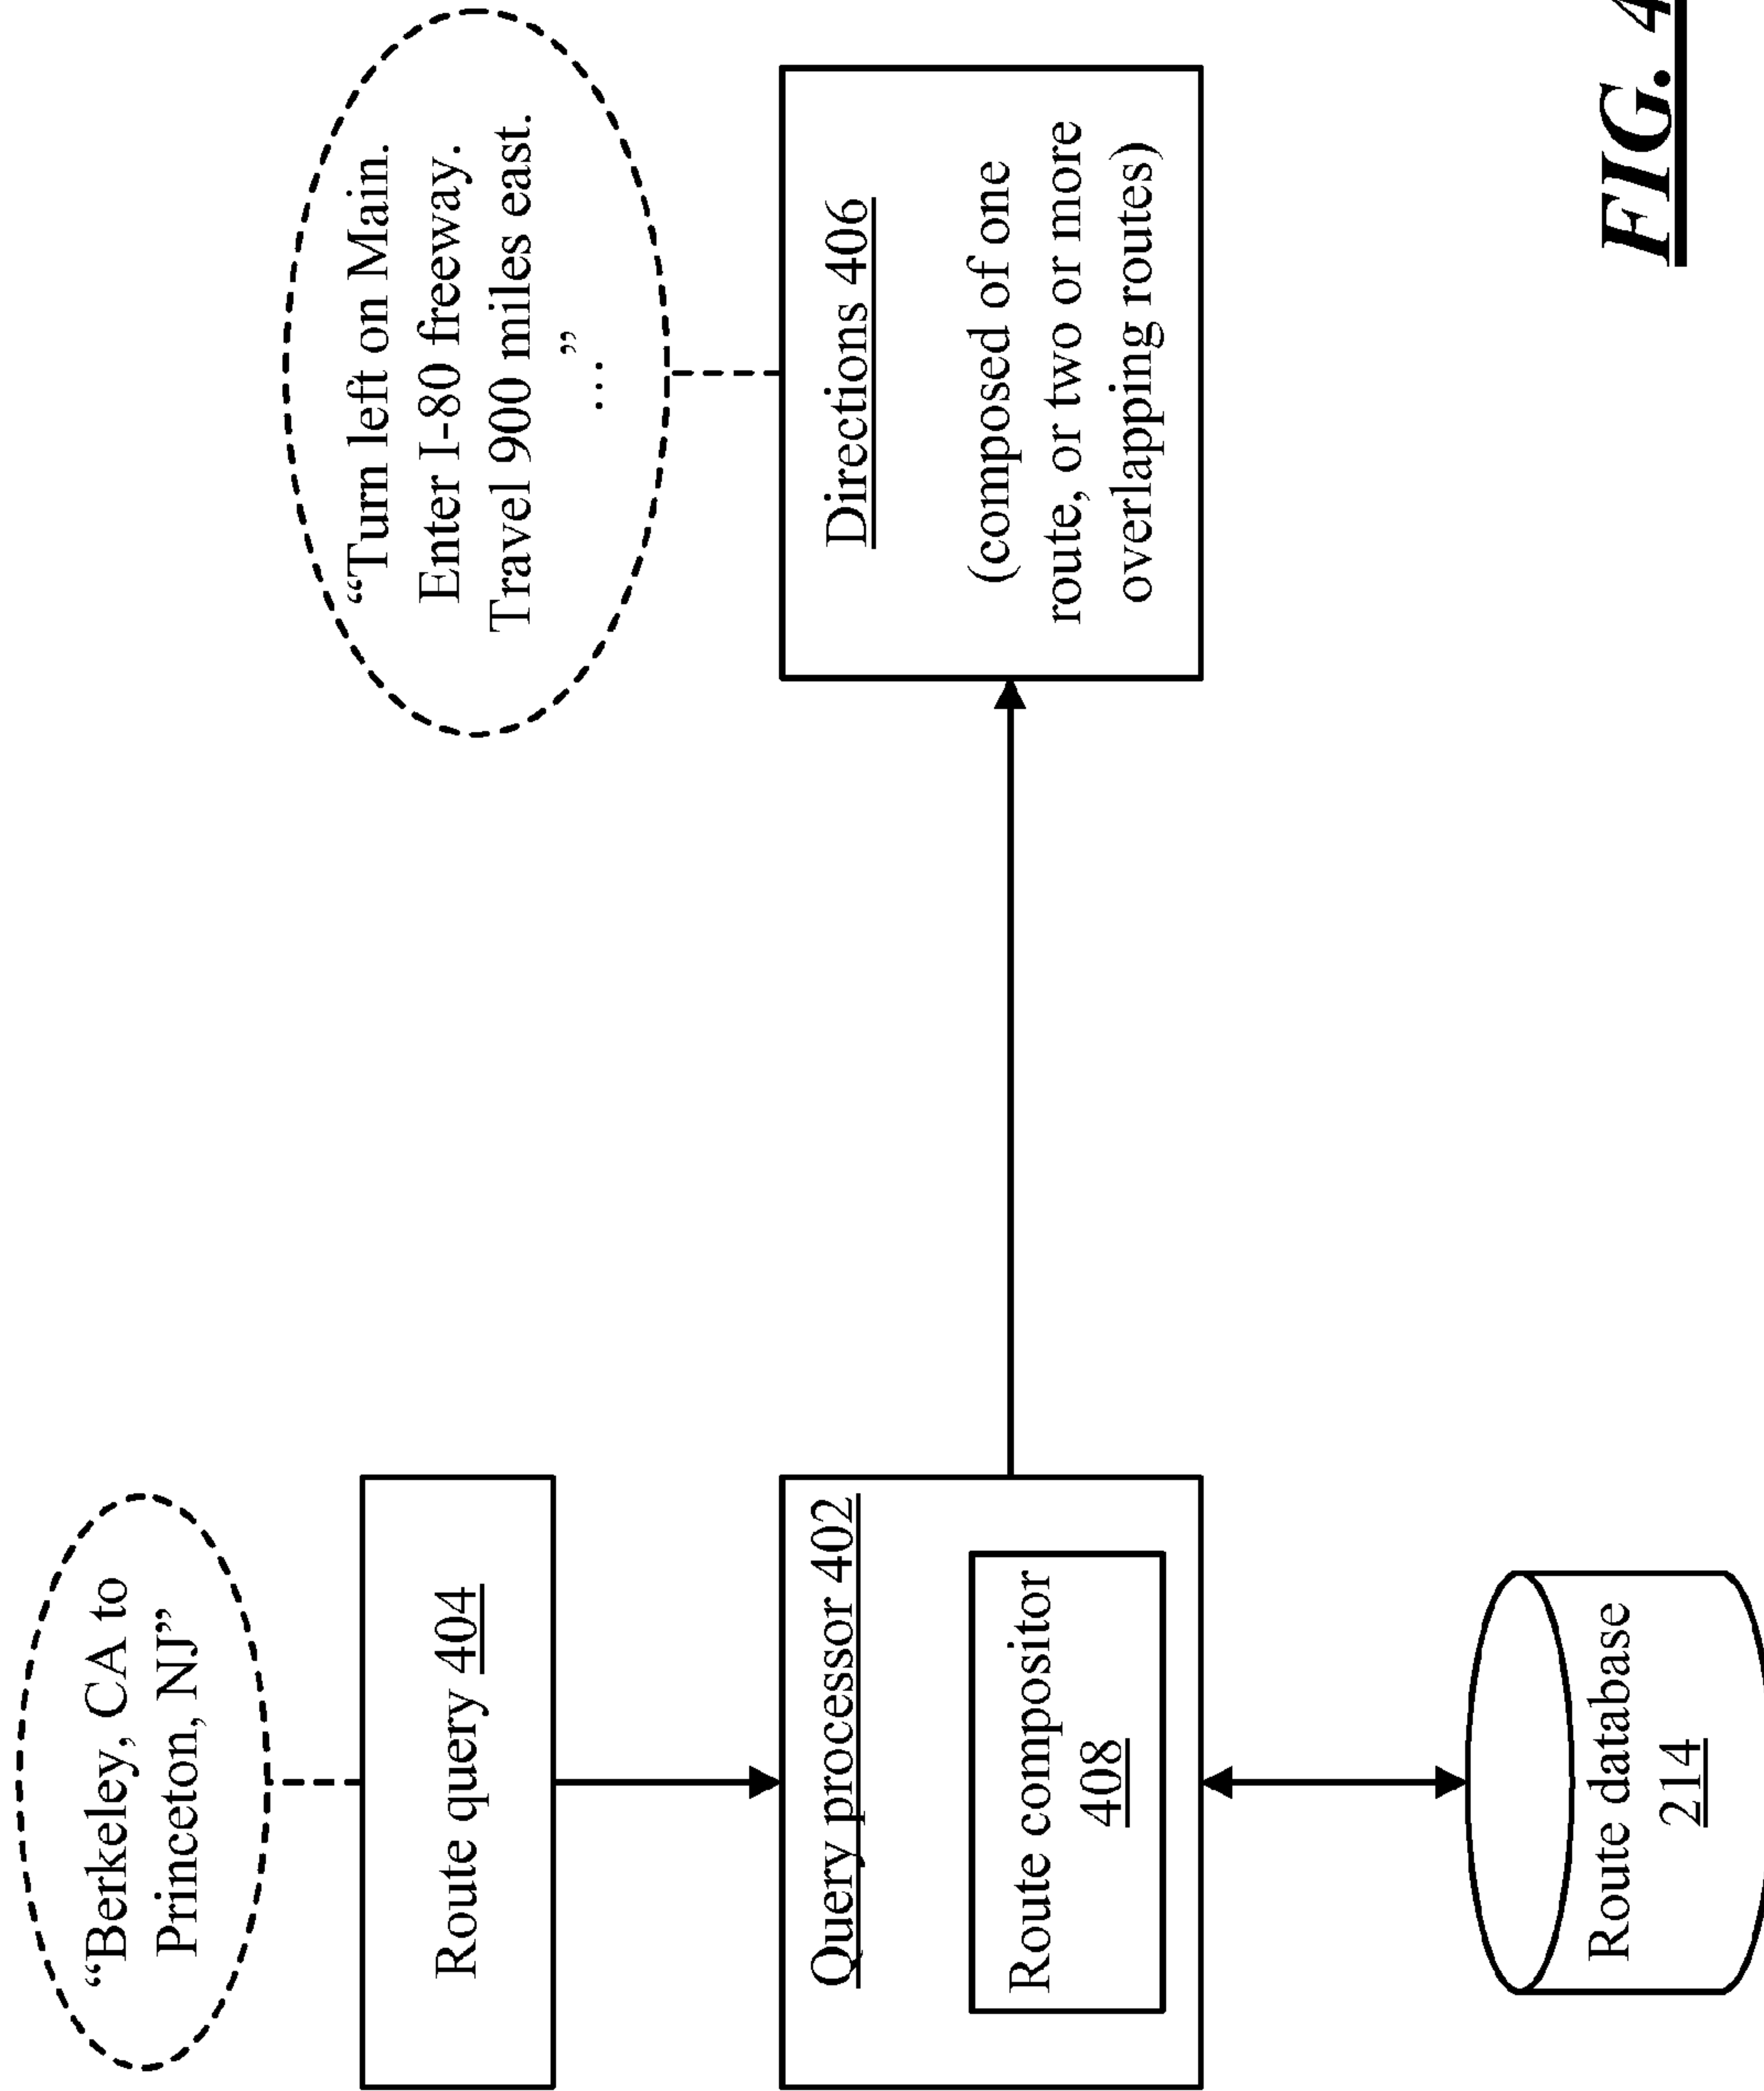 “Berkeley, CA to
Princeton, NJ”
Route query 404
Query processor 402
Route compositor
408
Route database
214
“Turn left on Main.
Enter I-80 freeway.
Travel 900 miles east.
…”
Directions 406
(composed of one
route, or two or more
overlapping routes)
FIG. 4